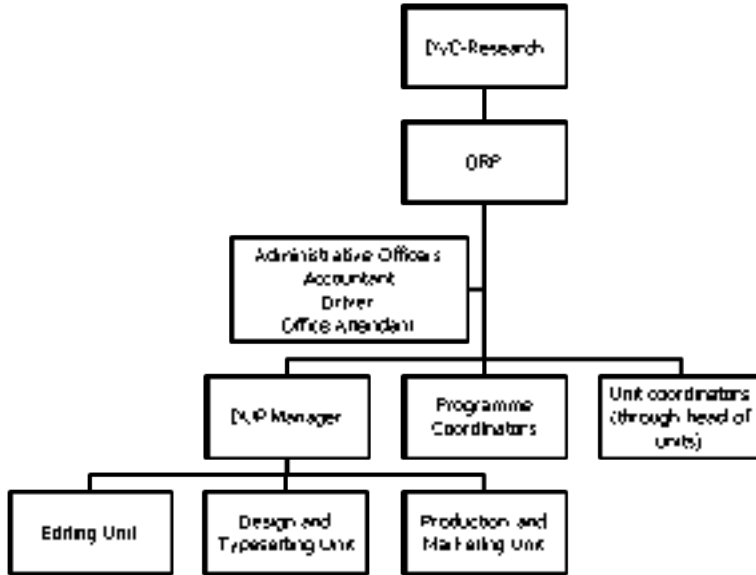 DVC-Research
DRP
Administrative Officers
Accountant
Driver
Office Attendant
DUP Manager
Programme
Coordinators
Unit coordinators
(through head of
units)
Editing Unit
Design and
Typesetting Unit
Production and
Marketing Unit